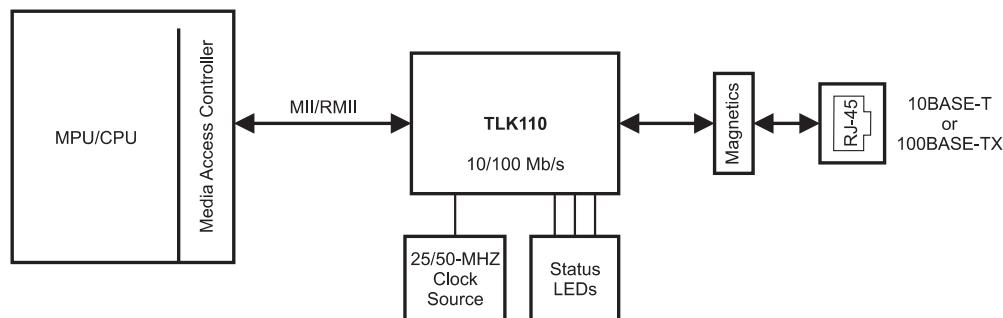 MPU/CPU
Media Access Controller
MII/RMII
TLK110
10/100 Mb/s
25/50-MHZ
Clock
Source
Status
LEDs
Magnetics
RJ-45
10BASE-T
or
100BASE-TX